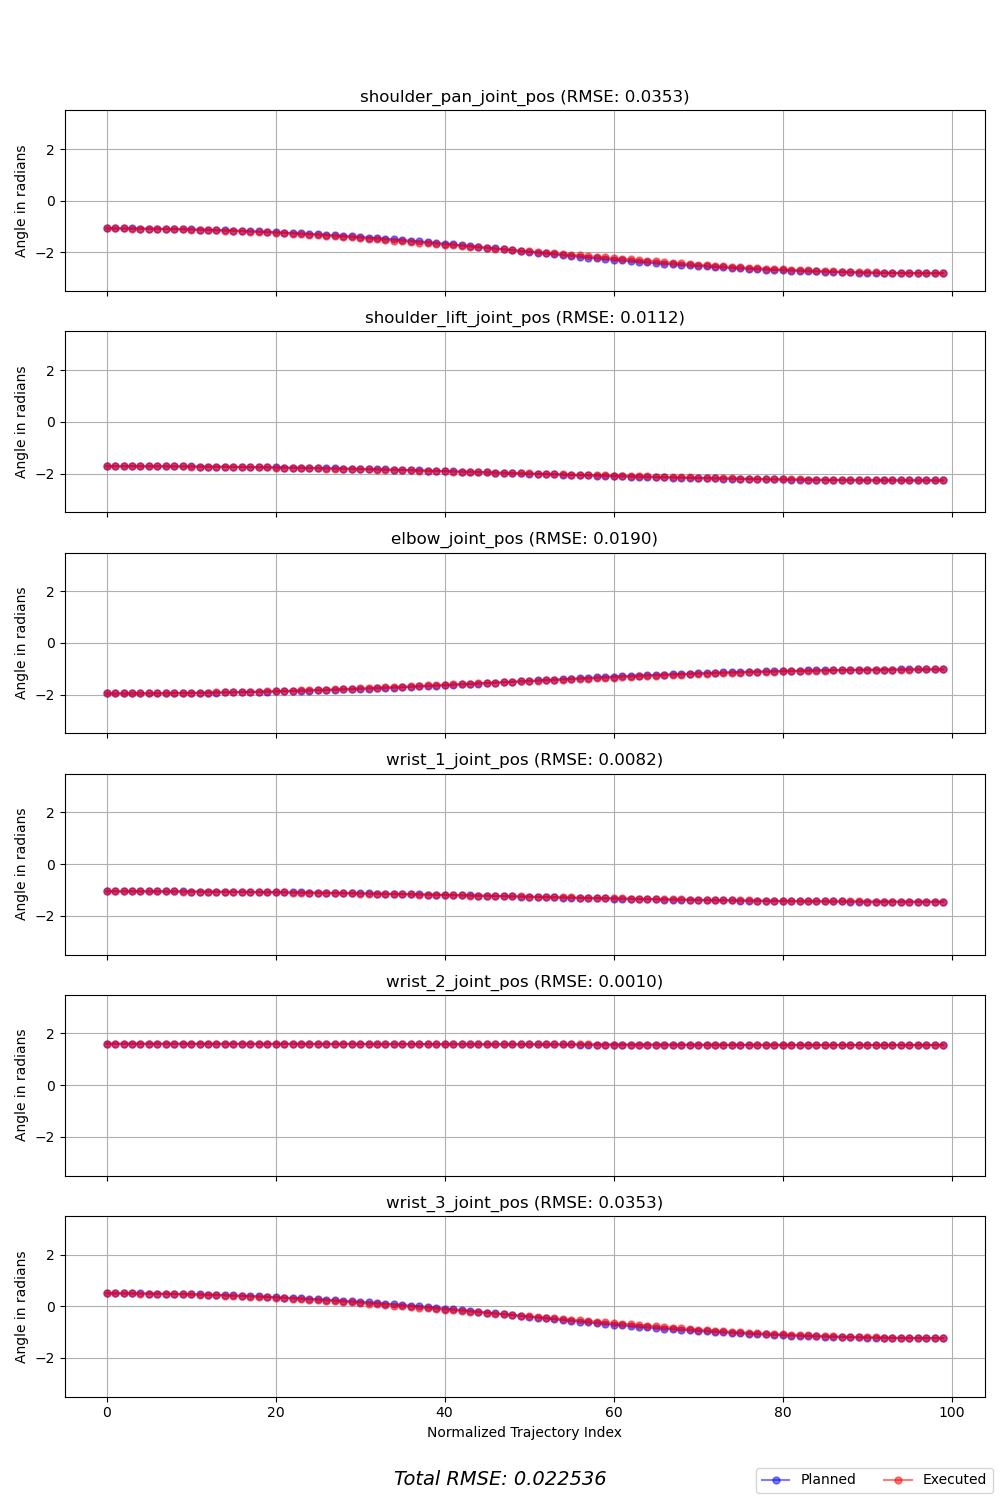 shoulder_pan_joint_pos (RMSE: 0.0353)
Angle in radians
2
0
−2
shoulder_lift_joint_pos (RMSE: 0.0112)
Angle in radians
2
0
−2
elbow_joint_pos (RMSE: 0.0190)
Angle in radians
2
0
−2
wrist_1_joint_pos (RMSE: 0.0082)
Angle in radians
2
0
−2
wrist_2_joint_pos (RMSE: 0.0010)
Angle in radians
2
0
−2
wrist_3_joint_pos (RMSE: 0.0353)
Angle in radians
2
0
−2
0 20 40 60 80 100
Normalized Trajectory Index
Total RMSE: 0.022536
Planned Executed